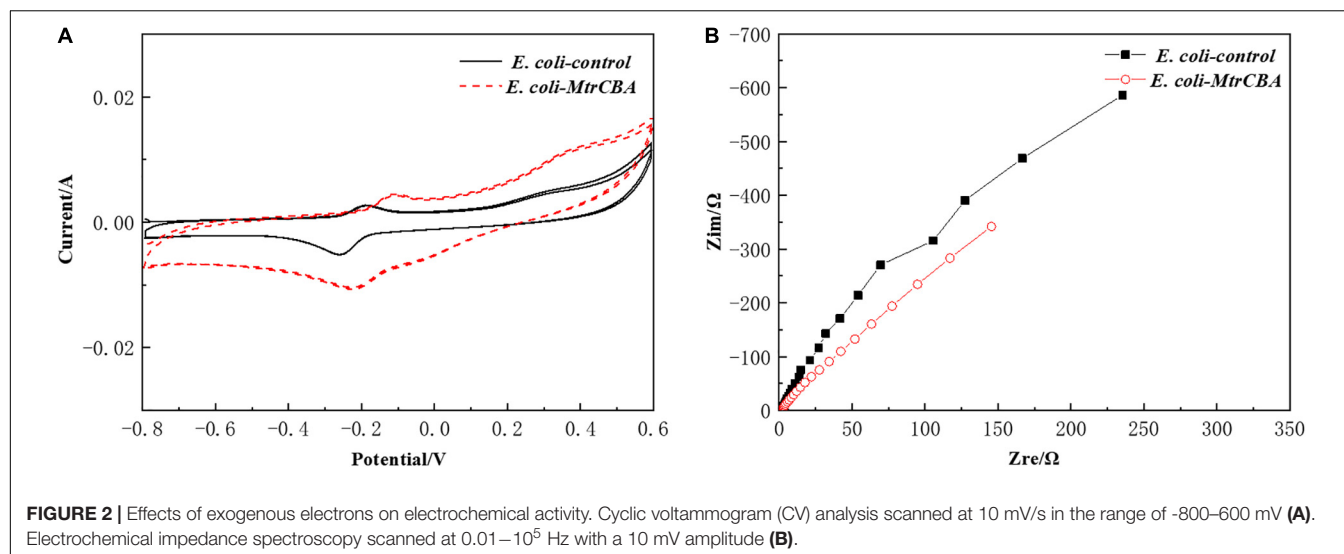 A
E. coli-control
E. coli-MtrCBA
0.02
0.00
−0.02
Current/A
−0.8 −0.6 −0.4 −0.2 0.0 0.2 0.4 0.6
Potential/V
B
E. coli-control
E. coli-MtrCBA
−700
−600
−500
−400
−300
−200
−100
0
Zim/Ω
0 50 100 150 200 250 300 350
Zre/Ω
FIGURE 2 | Effects of exogenous electrons on electrochemical activity. Cyclic voltammogram (CV) analysis scanned at 10 mV/s in the range of -800–600 mV (A).
Electrochemical impedance spectroscopy scanned at 0.01−10⁵ Hz with a 10 mV amplitude (B).